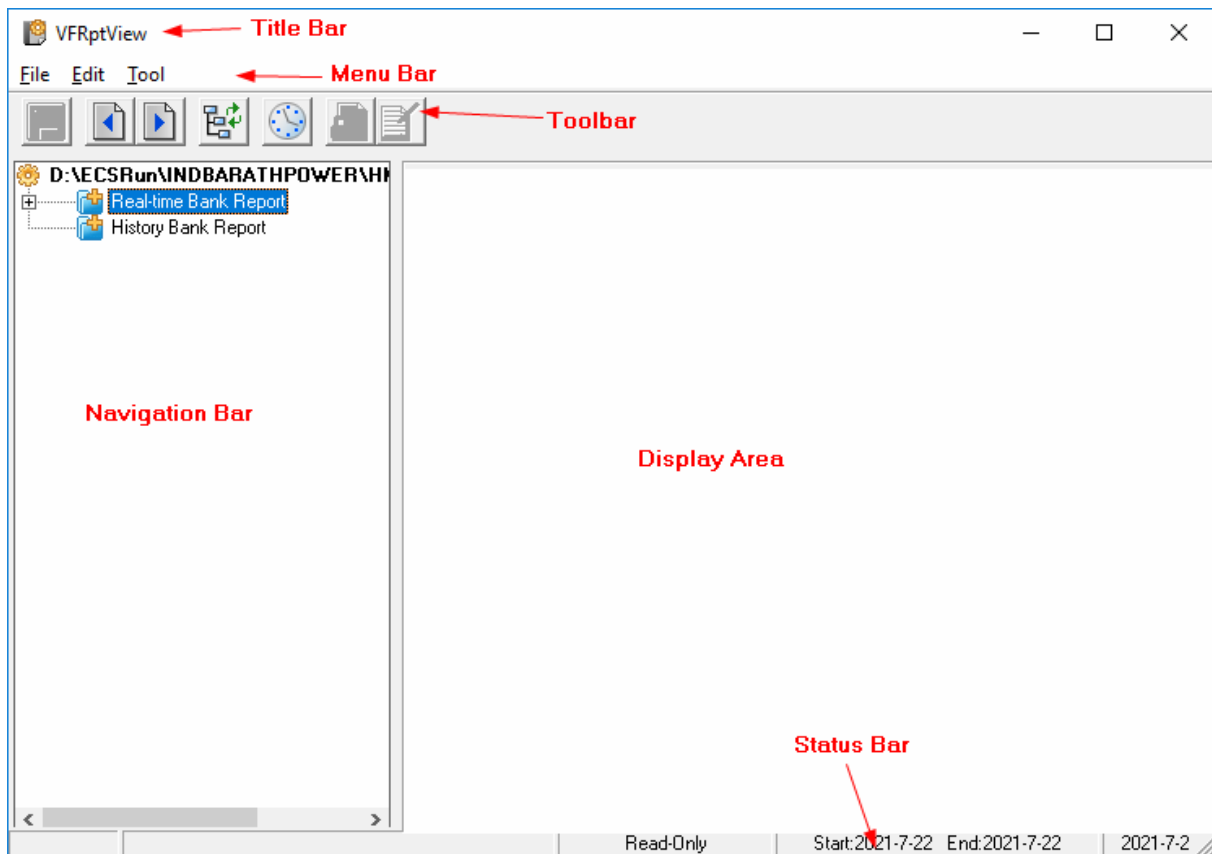 VFRptView Title Bar
File Edit Tool Menu Bar
Toolbar
D:\ECSRun\INDBARATHPOWER\
Real-time Bank Report
History Bank Report
Navigation Bar
Display Area
Status Bar
Read-Only Start:2021-7-22 End:2021-7-22 2021-7-2